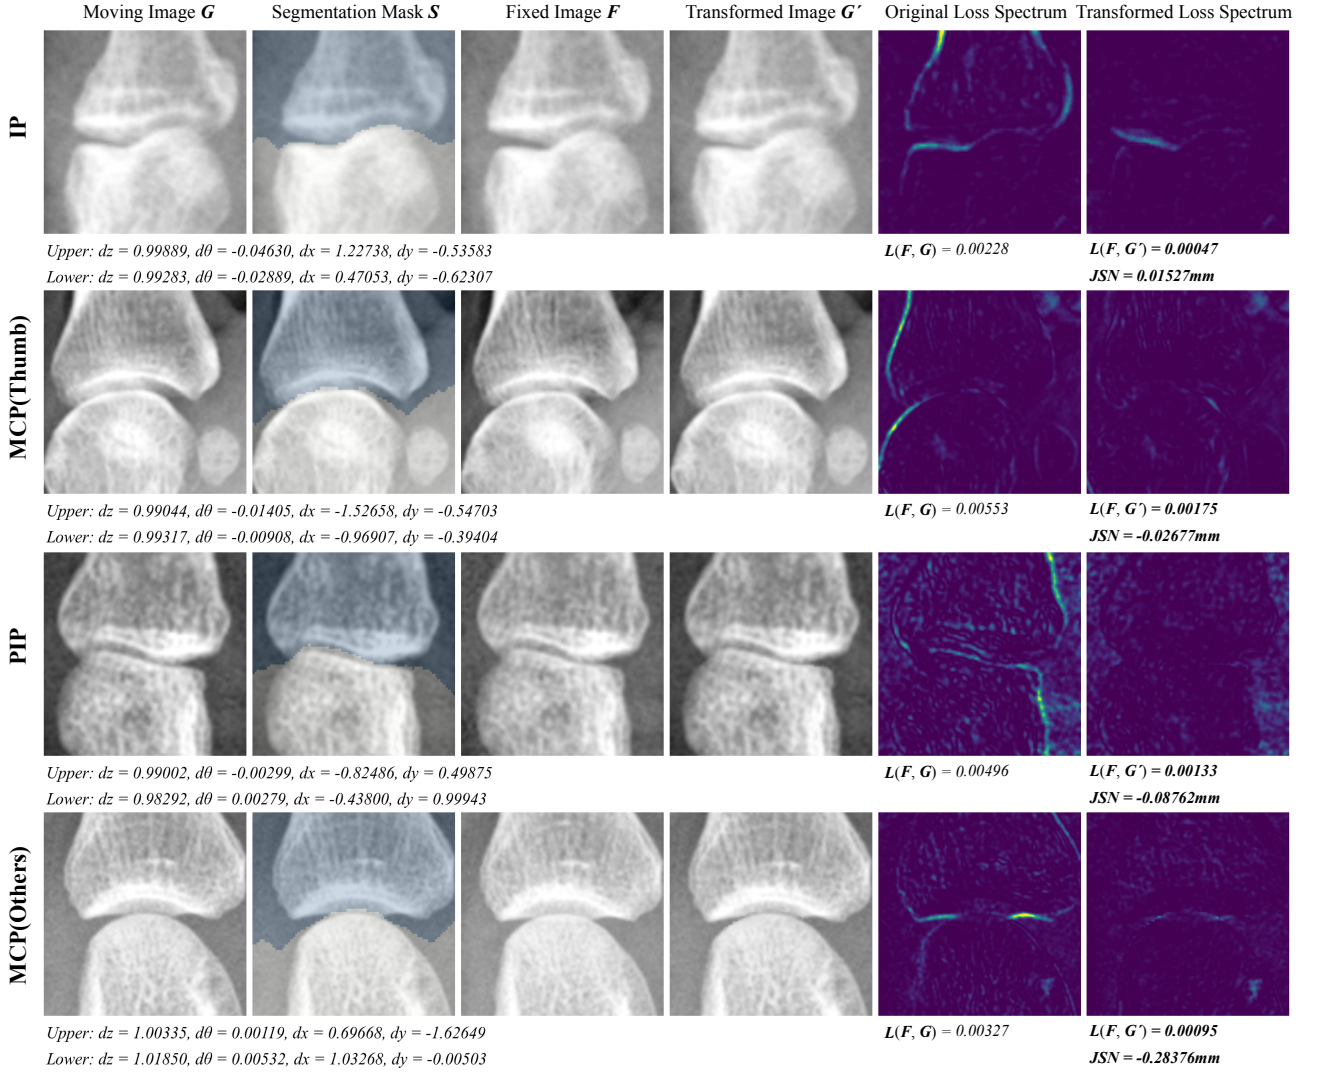 Moving Image G Segmentation Mask S Fixed Image F Transformed Image G´ Original Loss Spectrum Transformed Loss Spectrum
IP
Upper: dz = 0.99889, dθ = -0.04630, dx = 1.22738, dy = -0.53583 L(F, G) = 0.00228 L(F, G´) = 0.00047
Lower: dz = 0.99283, dθ = -0.02889, dx = 0.47053, dy = -0.62307 JSN = 0.01527mm
MCP(Thumb)
Upper: dz = 0.99044, dθ = -0.01405, dx = -1.52658, dy = -0.54703 L(F, G) = 0.00553 L(F, G´) = 0.00175
Lower: dz = 0.99317, dθ = -0.00908, dx = -0.96907, dy = -0.39404 JSN = -0.02677mm
PIP
Upper: dz = 0.99002, dθ = -0.00299, dx = -0.82486, dy = 0.49875 L(F, G) = 0.00496 L(F, G´) = 0.00133
Lower: dz = 0.98292, dθ = 0.00279, dx = -0.43800, dy = 0.99943 JSN = -0.08762mm
MCP(Others)
Upper: dz = 1.00335, dθ = 0.00119, dx = 0.69668, dy = -1.62649 L(F, G) = 0.00327 L(F, G´) = 0.00095
Lower: dz = 1.01850, dθ = 0.00532, dx = 1.03268, dy = -0.00503 JSN = -0.28376mm